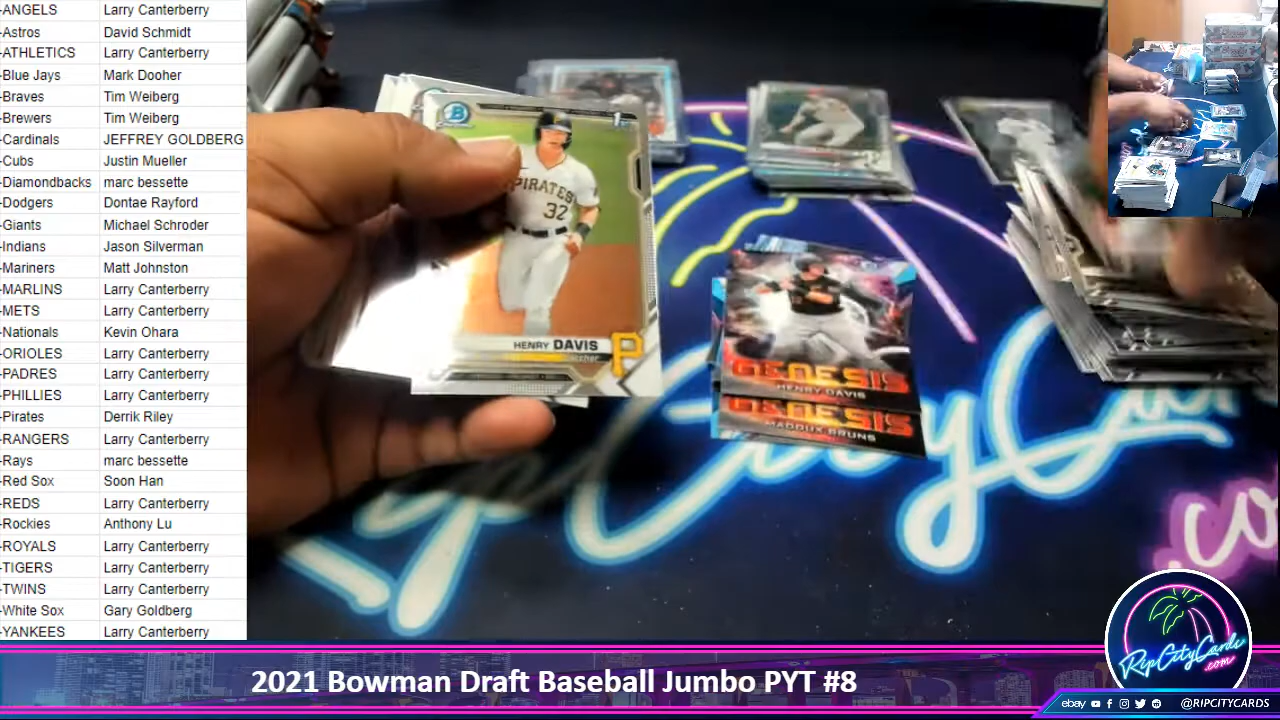 -ANGELS Larry Canterberry
-Astros David Schmidt
-ATHLETICS Larry Canterberry
-Blue Jays Mark Dooher
-Braves Tim Weiberg
-Brewers Tim Weiberg
-Cardinals JEFFREY GOLDBERG
-Cubs Justin Mueller
-Diamondbacks marc bessette
-Dodgers Dontae Rayford
-Giants Michael Schroder
-Indians Jason Silverman
-Mariners Matt Johnston
-MARLINS Larry Canterberry
-METS Larry Canterberry
-Nationals Kevin Ohara
-ORIOLES Larry Canterberry
-PADRES Larry Canterberry
-PHILLIES Larry Canterberry
-Pirates Derrik Riley
-RANGERS Larry Canterberry
-Rays marc bessette
-Red Sox Soon Han
-REDS Larry Canterberry
-Rockies Anthony Lu
-ROYALS Larry Canterberry
-TIGERS Larry Canterberry
-TWINS Larry Canterberry
-White Sox Gary Goldberg
-YANKEES Larry Canterberry
B
1st
PIRATES
32
HENRY DAVIS
P
GENESIS
HENRY DAVIS
GENESIS
MADDUX BRUNS
.co
RipCityCards
.com
2021 Bowman Draft Baseball Jumbo PYT #8
ebay @RIPCITYCARDS